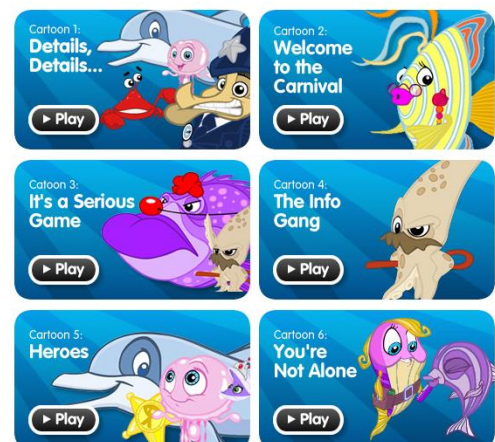 Cartoon 1:
Details,
Details...
Play
Cartoon 2:
Welcome
to the
Carnival
Play
Catoon 3:
It's a Serious
Game
Play
Cartoon 4:
The Info
Gang
Play
Cartoon 5:
Heroes
Play
Cartoon 6:
You're
Not Alone
Play